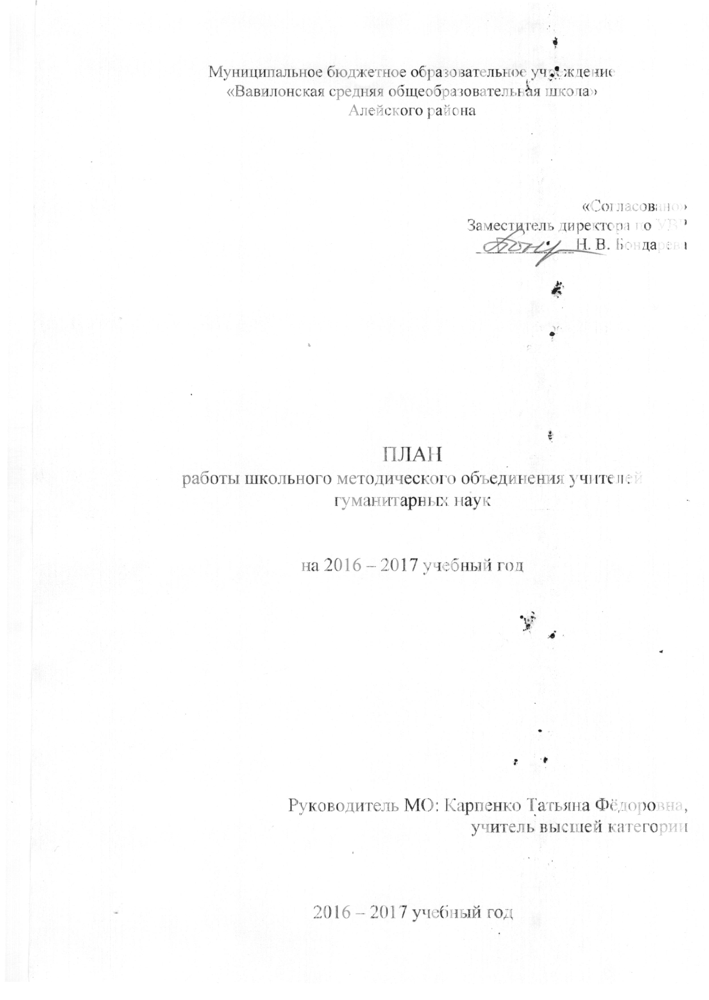 Муниципальное бюджетное образовательное учреждение
«Вавилонская средняя общеобразовательная школа»
Алейского района
«Согласовано»
Заместитель директора по УВР
Н. В. Бондарева
ПЛАН
работы школьного методического объединения учителей
гуманитарных наук
на 2016 – 2017 учебный год
Руководитель МО: Карпенко Татьяна Фёдоровна,
учитель высшей категории
2016 – 2017 учебный год